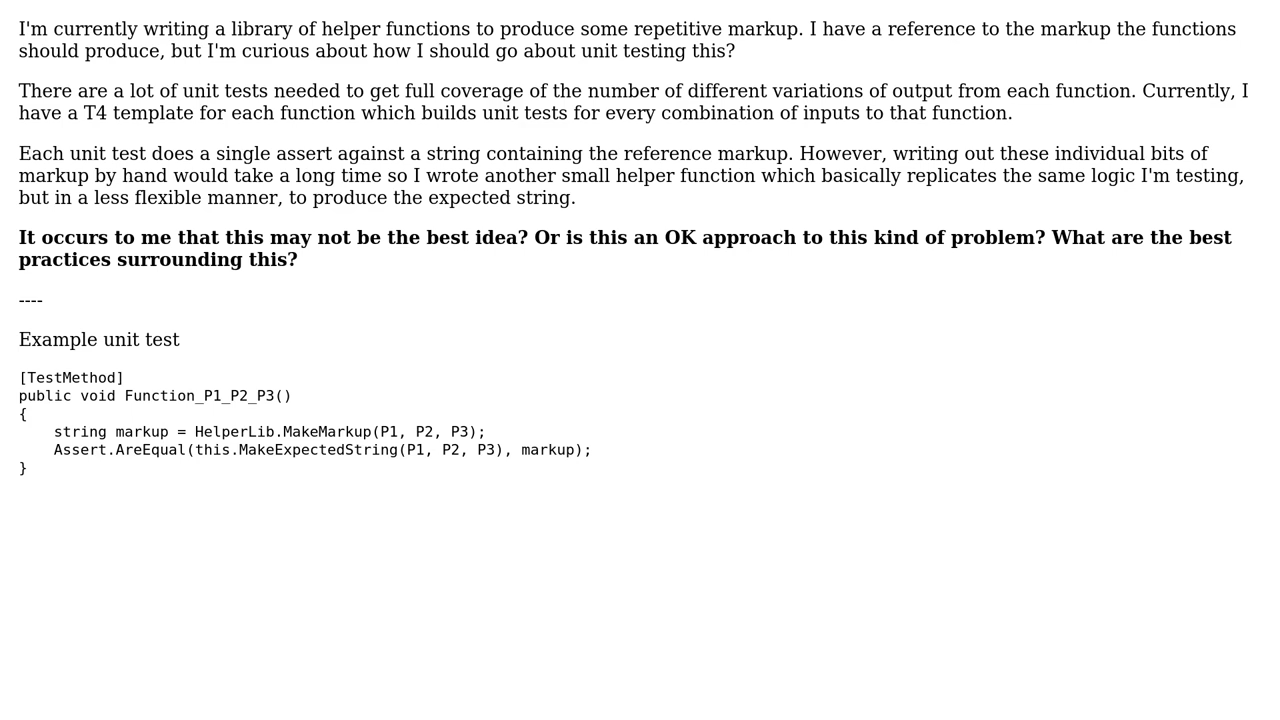 I'm currently writing a library of helper functions to produce some repetitive markup. I have a reference to the markup the functions
should produce, but I'm curious about how I should go about unit testing this?
There are a lot of unit tests needed to get full coverage of the number of different variations of output from each function. Currently, I
have a T4 template for each function which builds unit tests for every combination of inputs to that function.
Each unit test does a single assert against a string containing the reference markup. However, writing out these individual bits of
markup by hand would take a long time so I wrote another small helper function which basically replicates the same logic I'm testing,
but in a less flexible manner, to produce the expected string.
It occurs to me that this may not be the best idea? Or is this an OK approach to this kind of problem? What are the best
practices surrounding this?
----
Example unit test
[TestMethod]
public void Function_P1_P2_P3()
{
    string markup = HelperLib.MakeMarkup(P1, P2, P3);
    Assert.AreEqual(this.MakeExpectedString(P1, P2, P3), markup);
}